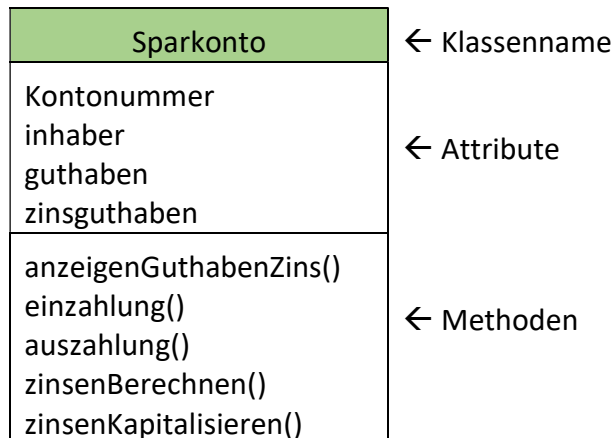 Sparkonto ← Klassenname
Kontonummer
inhaber
guthaben ← Attribute
zinsguthaben
anzeigenGuthabenZins()
einzahlung()
auszahlung() ← Methoden
zinsenBerechnen()
zinsenKapitalisieren()